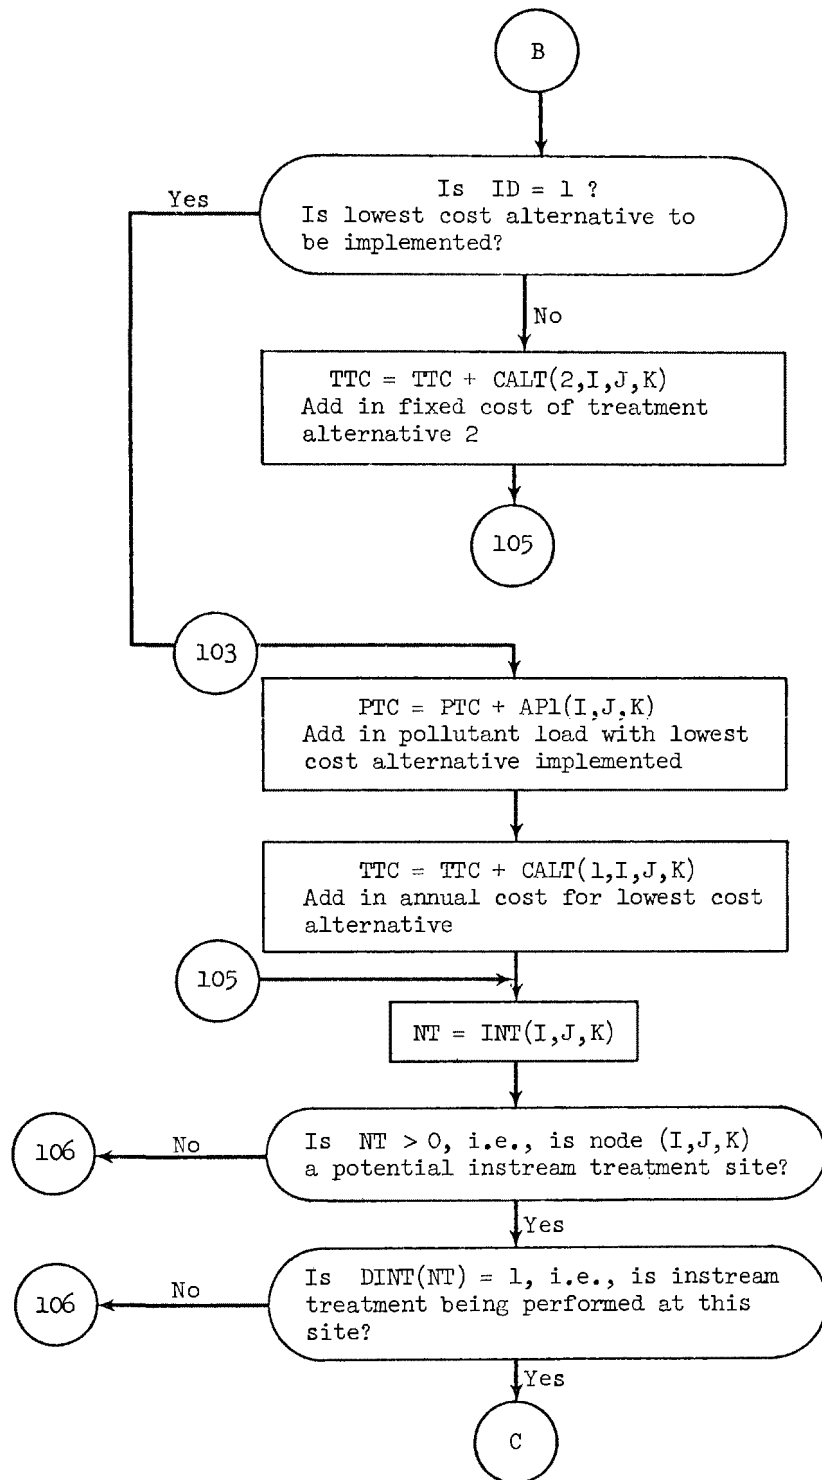 B
Is ID = 1 ?
Is lowest cost alternative to
be implemented?
Yes
No
TTC = TTC + CALT(2,I,J,K)
Add in fixed cost of treatment
alternative 2
105
103
PTC = PTC + AP1(I,J,K)
Add in pollutant load with lowest
cost alternative implemented
TTC = TTC + CALT(1,I,J,K)
Add in annual cost for lowest cost
alternative
105
NT = INT(I,J,K)
Is NT > 0, i.e., is node (I,J,K)
a potential instream treatment site?
No
106
Yes
Is DINT(NT) = 1, i.e., is instream
treatment being performed at this
site?
No
106
Yes
C